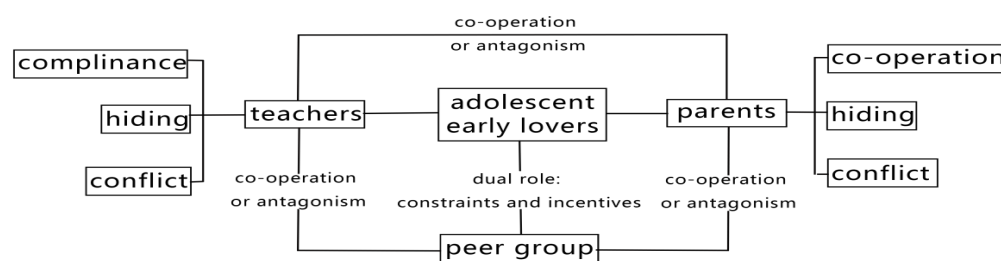 co-operation
or antagonism
complinance
hiding
conflict
teachers
adolescent
early lovers
parents
co-operation
hiding
conflict
co-operation
or antagonism
dual role:
constraints and incentives
co-operation
or antagonism
peer group